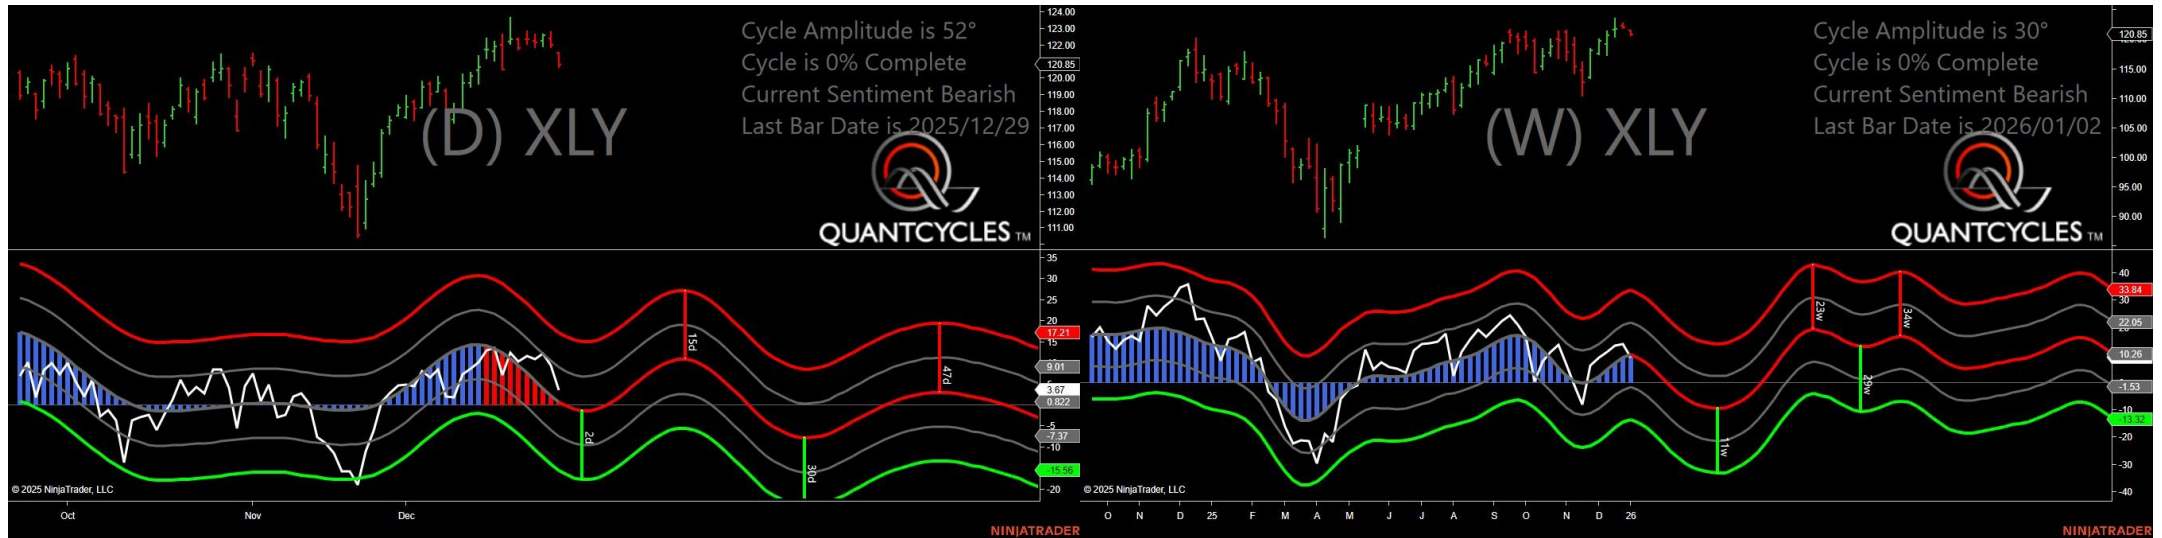 Cycle Amplitude is 52°
Cycle is 0% Complete
Current Sentiment Bearish
Last Bar Date is 2025/12/29
(D) XLY
QUANTCYCLES TM
124.00
123.00
122.00
120.85
120.00
119.00
118.00
117.00
116.00
115.00
114.00
113.00
112.00
111.00
35
30
25
20
17.21
15
9.01
3.67
0.822
-5
-7.37
-10
-15.56
-20
15d
47d
2d
30d
© 2025 NinjaTrader, LLC
Oct Nov Dec
NINJATRADER
Cycle Amplitude is 30°
Cycle is 0% Complete
Current Sentiment Bearish
Last Bar Date is 2026/01/02
(W) XLY
QUANTCYCLES TM
120.85
115.00
110.00
105.00
100.00
95.00
90.00
40
33.84
30
22.05
10.26
-1.53
-10
-13.32
-20
-30
-40
23w
34w
29w
11w
© 2025 NinjaTrader, LLC
O N D 25 F M A M J J A S O N D 26
NINJATRADER